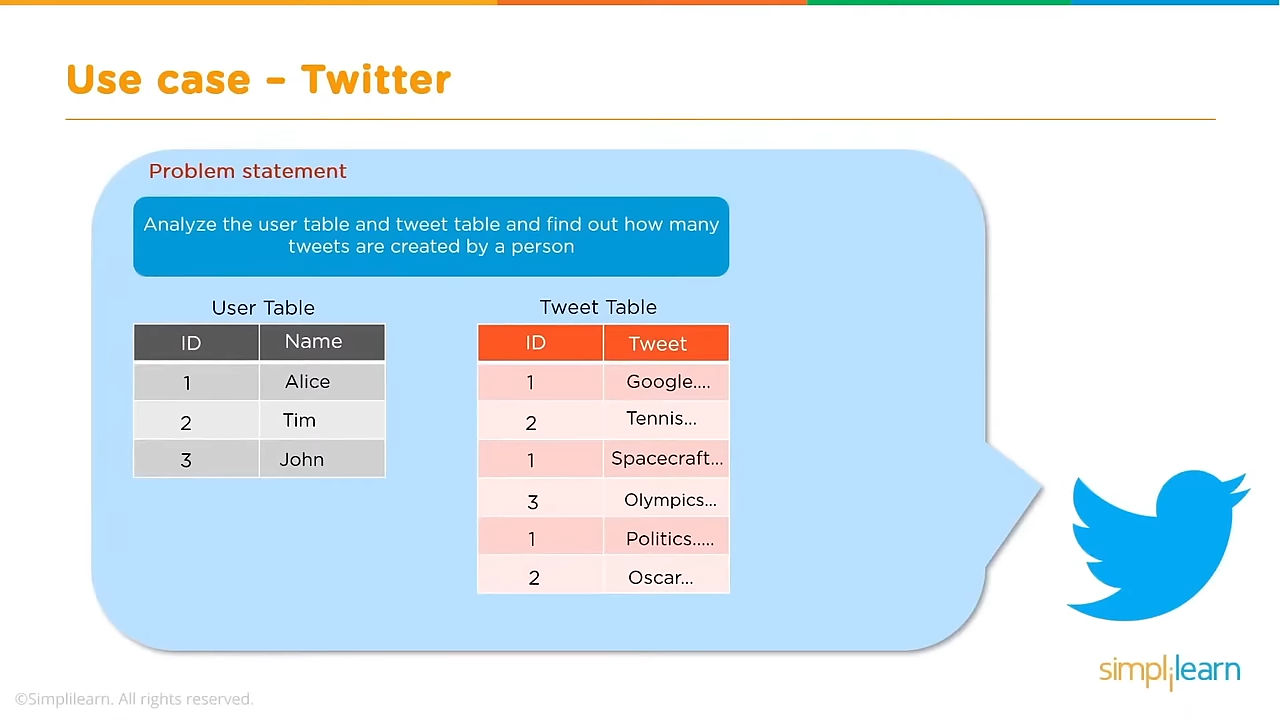 Use case – Twitter
Problem statement
Analyze the user table and tweet table and find out how many
tweets are created by a person
User Table
ID Name
1 Alice
2 Tim
3 John
Tweet Table
ID Tweet
1 Google....
2 Tennis...
1 Spacecraft...
3 Olympics...
1 Politics.....
2 Oscar...
simplilearn
©Simplilearn. All rights reserved.